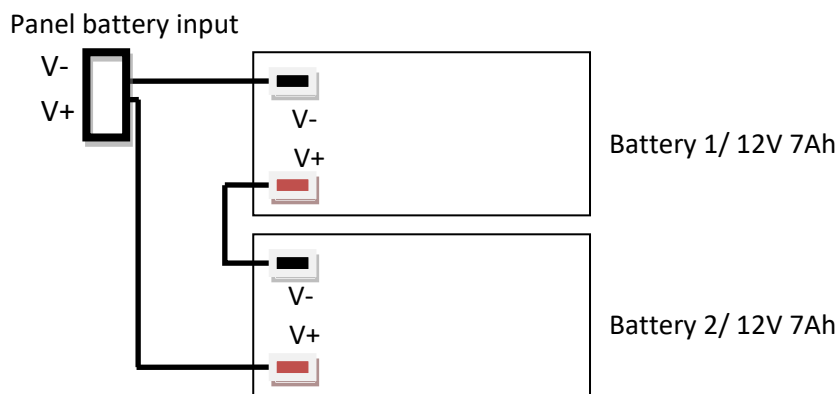 Panel battery input
V-
V+
V-
V+
Battery 1/ 12V 7Ah
V-
V+
Battery 2/ 12V 7Ah